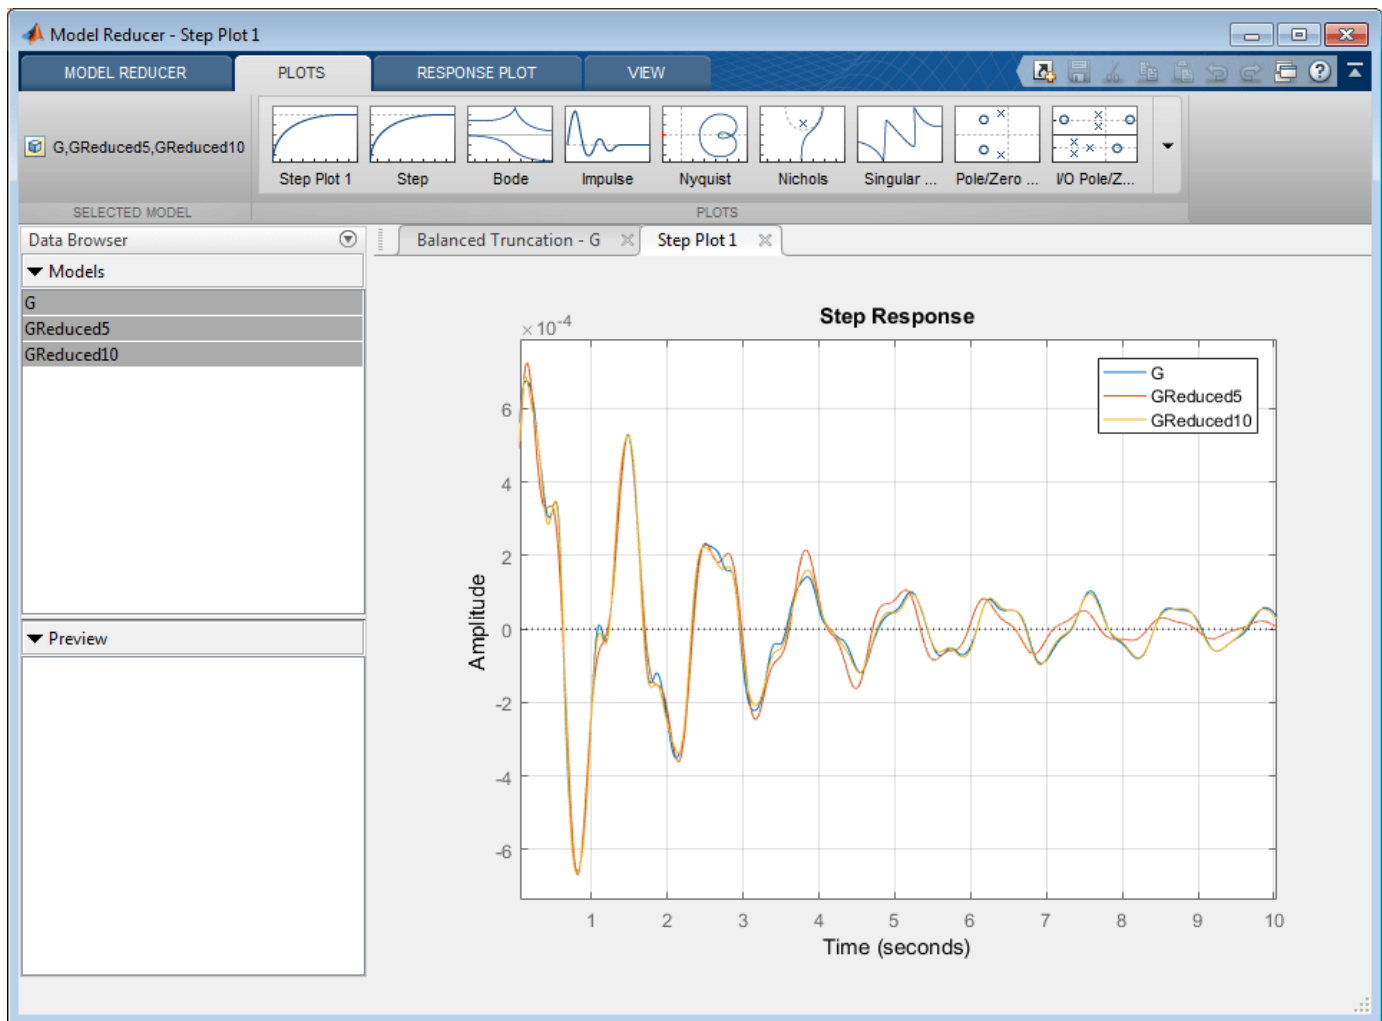 Model Reducer - Step Plot 1
MODEL REDUCER
PLOTS
RESPONSE PLOT
VIEW
G,GReduced5,GReduced10
Step Plot 1
Step
Bode
Impulse
Nyquist
Nichols
Singular ...
Pole/Zero ...
I/O Pole/Z...
SELECTED MODEL
PLOTS
Data Browser
Models
G
GReduced5
GReduced10
Preview
Balanced Truncation - G
Step Plot 1
Step Response
×10⁻⁴
G
GReduced5
GReduced10
6
4
2
0
-2
-4
-6
Amplitude
1 2 3 4 5 6 7 8 9 10
Time (seconds)